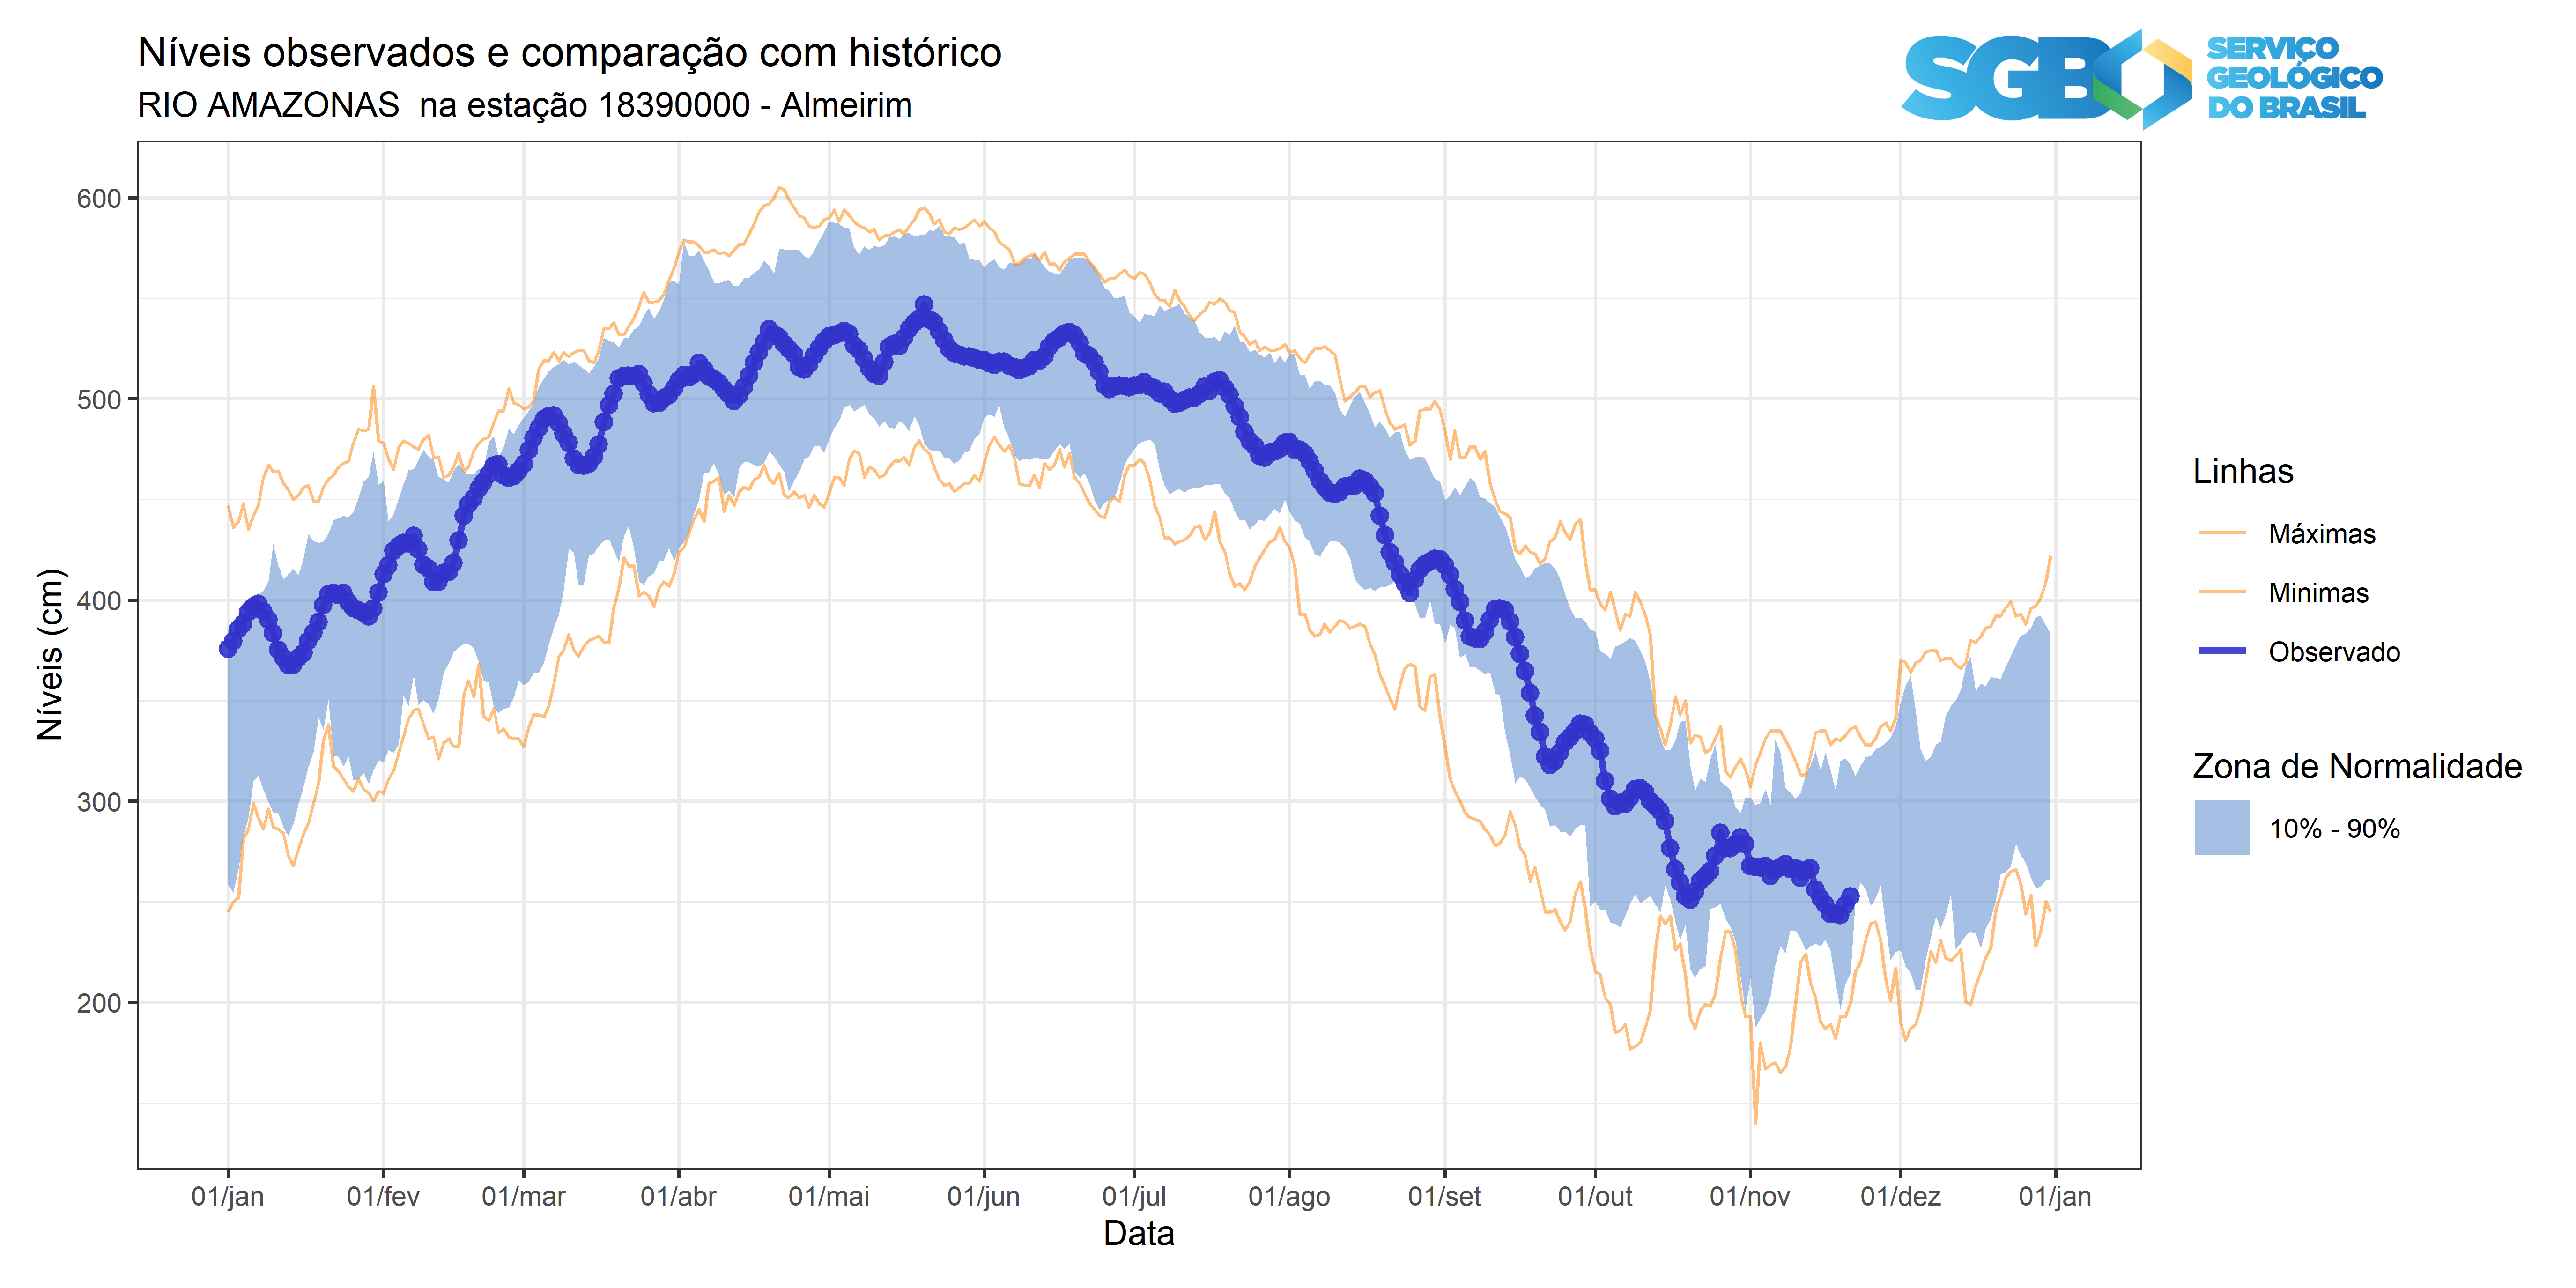 Níveis observados e comparação com histórico
RIO AMAZONAS  na estação 18390000 - Almeirim
SGB
SERVIÇO
GEOLÓGICO
DO BRASIL
Níveis (cm)
600
500
400
300
200
01/jan
01/fev
01/mar
01/abr
01/mai
01/jun
01/jul
01/ago
01/set
01/out
01/nov
01/dez
01/jan
Data
Linhas
Máximas
Minimas
Observado
Zona de Normalidade
10% - 90%